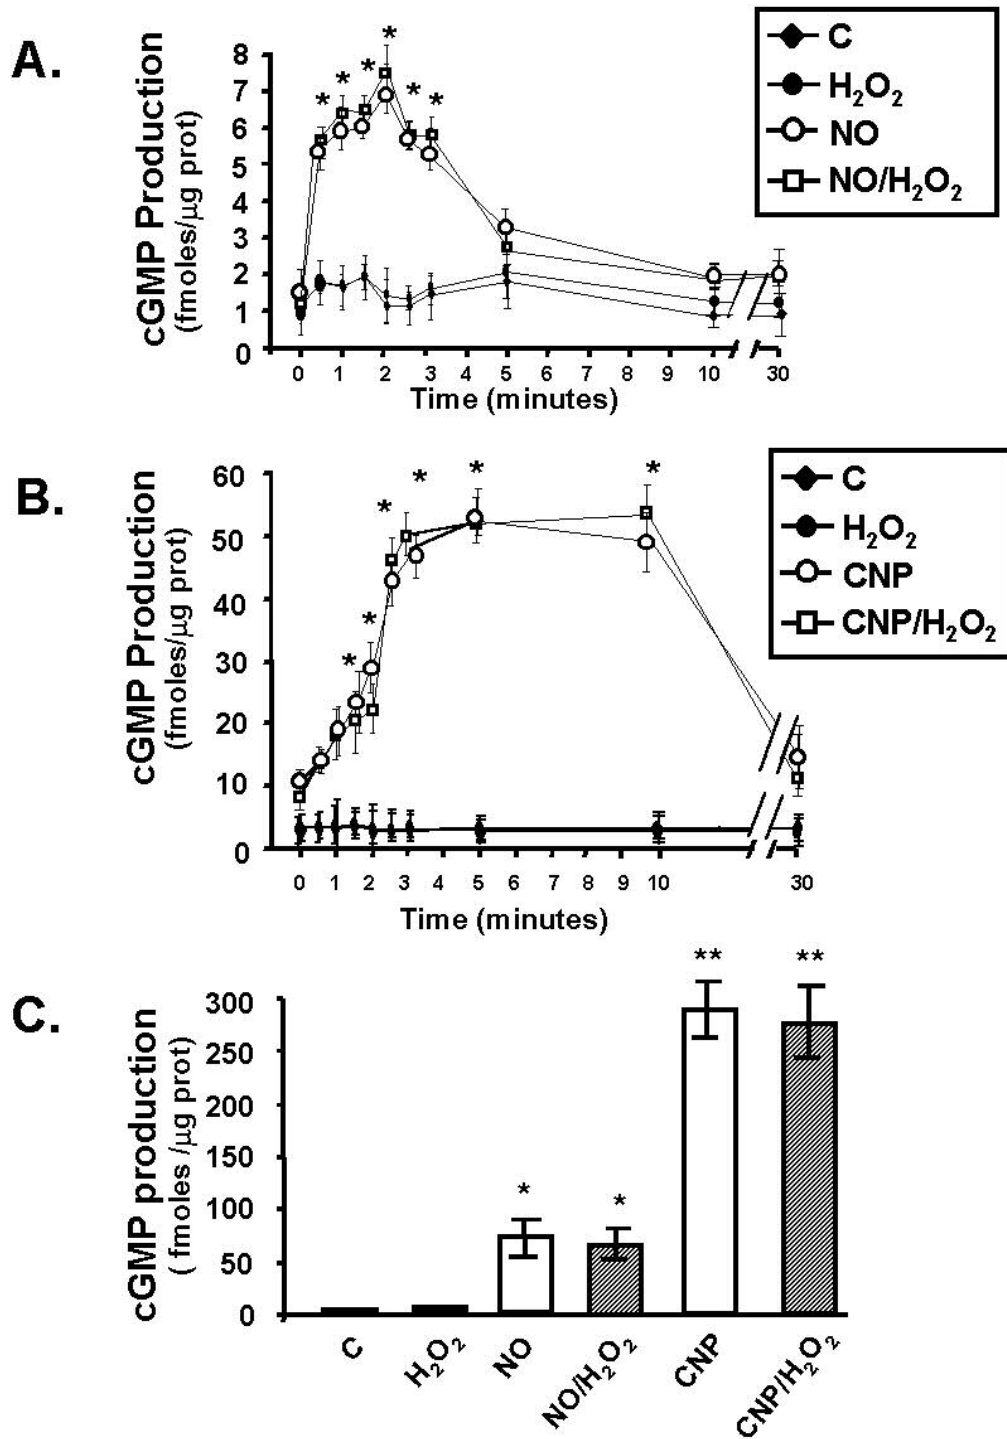 A.
cGMP Production
(fmoles/µg prot)
8
7
6
5
4
3
2
1
0
* * * * * *
0 1 2 3 5 6 7 8 9 10 30
Time (minutes)
C
H₂O₂
NO
NO/H₂O₂
B.
cGMP Production
(fmoles/µg prot)
60
50
40
30
20
10
0
* * * * * *
0 1 2 3 5 6 7 8 9 10 30
Time (minutes)
C
H₂O₂
CNP
CNP/H₂O₂
C.
cGMP production
( fmoles /µg prot)
300
250
200
150
100
50
0
* * ** **
C
H₂O₂
NO
NO/H₂O₂
CNP
CNP/H₂O₂